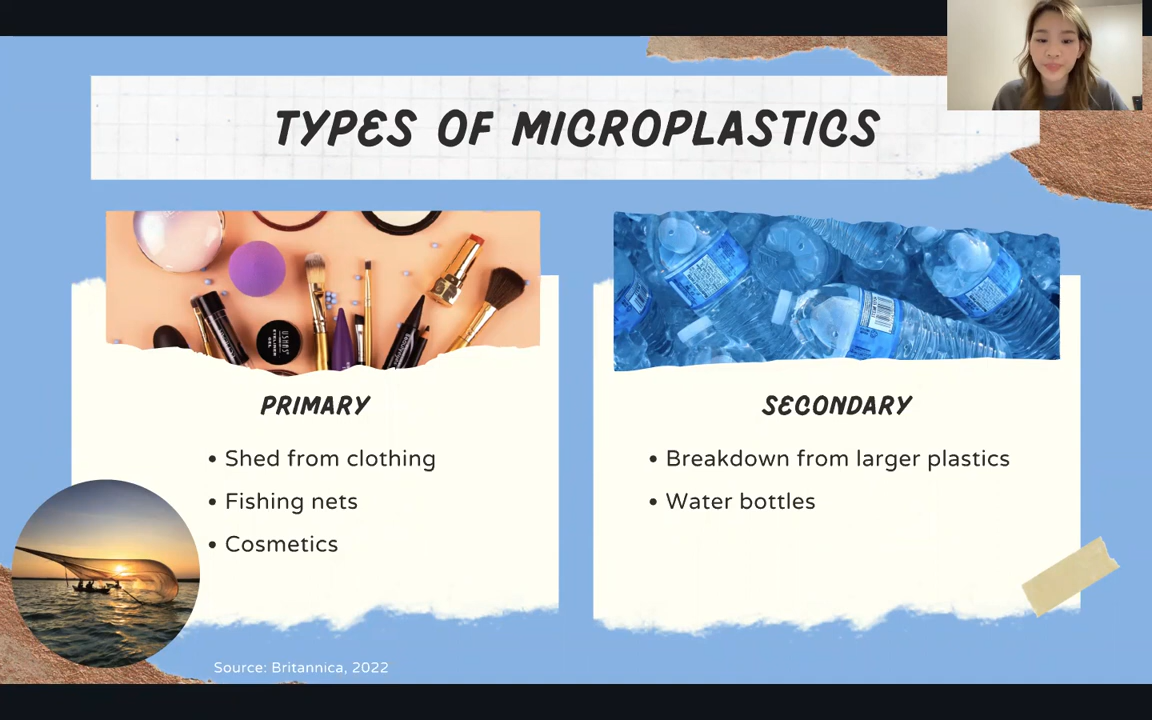 TYPES OF MICROPLASTICS
PRIMARY
• Shed from clothing
• Fishing nets
• Cosmetics
SECONDARY
• Breakdown from larger plastics
• Water bottles
Source: Britannica, 2022